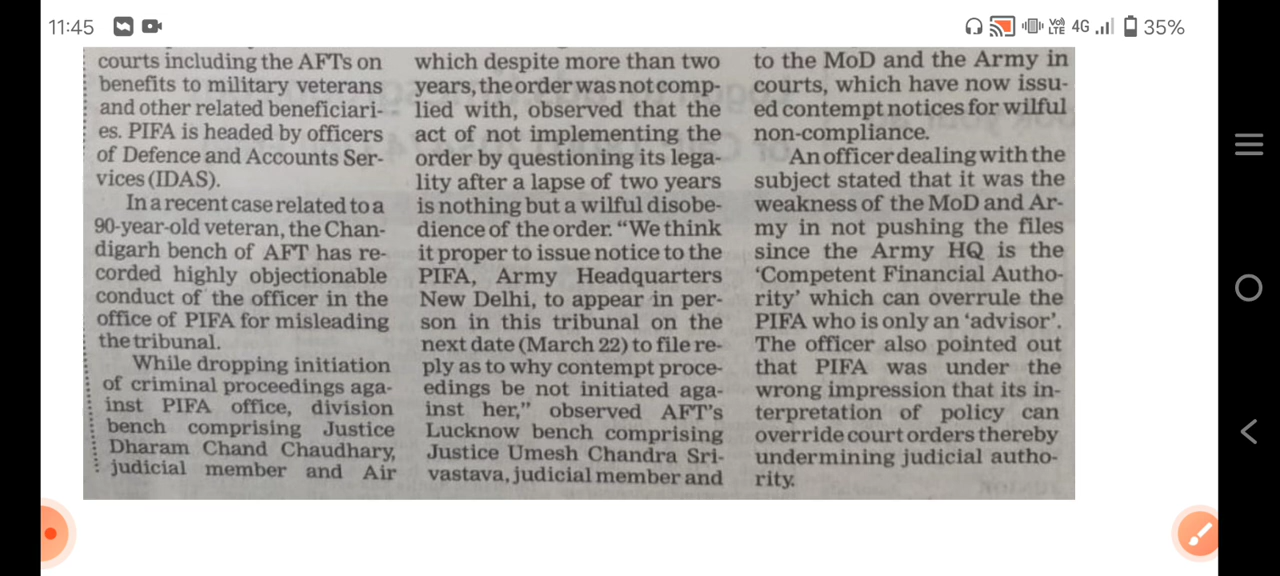 11:45
Vo)
LTE 4G 35%
courts including the AFTs on
benefits to military veterans
and other related beneficiari-
es. PIFA is headed by officers
of Defence and Accounts Ser-
vices (IDAS).
In a recent case related to a
90-year-old veteran, the Chan-
digarh bench of AFT has re-
corded highly objectionable
conduct of the officer in the
office of PIFA for misleading
the tribunal.
While dropping initiation
of criminal proceedings aga-
inst PIFA office, division
bench comprising Justice
Dharam Chand Chaudhary,
judicial member and Air
which despite more than two
years, the order was not comp-
lied with, observed that the
act of not implementing the
order by questioning its lega-
lity after a lapse of two years
is nothing but a wilful disobe-
dience of the order. “We think
it proper to issue notice to the
PIFA, Army Headquarters
New Delhi, to appear in per-
son in this tribunal on the
next date (March 22) to file re-
ply as to why contempt proce-
edings be not initiated aga-
inst her,” observed AFT’s
Lucknow bench comprising
Justice Umesh Chandra Sri-
vastava, judicial member and
to the MoD and the Army in
courts, which have now issu-
ed contempt notices for wilful
non-compliance.
An officer dealing with the
subject stated that it was the
weakness of the MoD and Ar-
my in not pushing the files
since the Army HQ is the
‘Competent Financial Autho-
rity’ which can overrule the
PIFA who is only an ‘advisor’.
The officer also pointed out
that PIFA was under the
wrong impression that its in-
terpretation of policy can
override court orders thereby
undermining judicial autho-
rity.